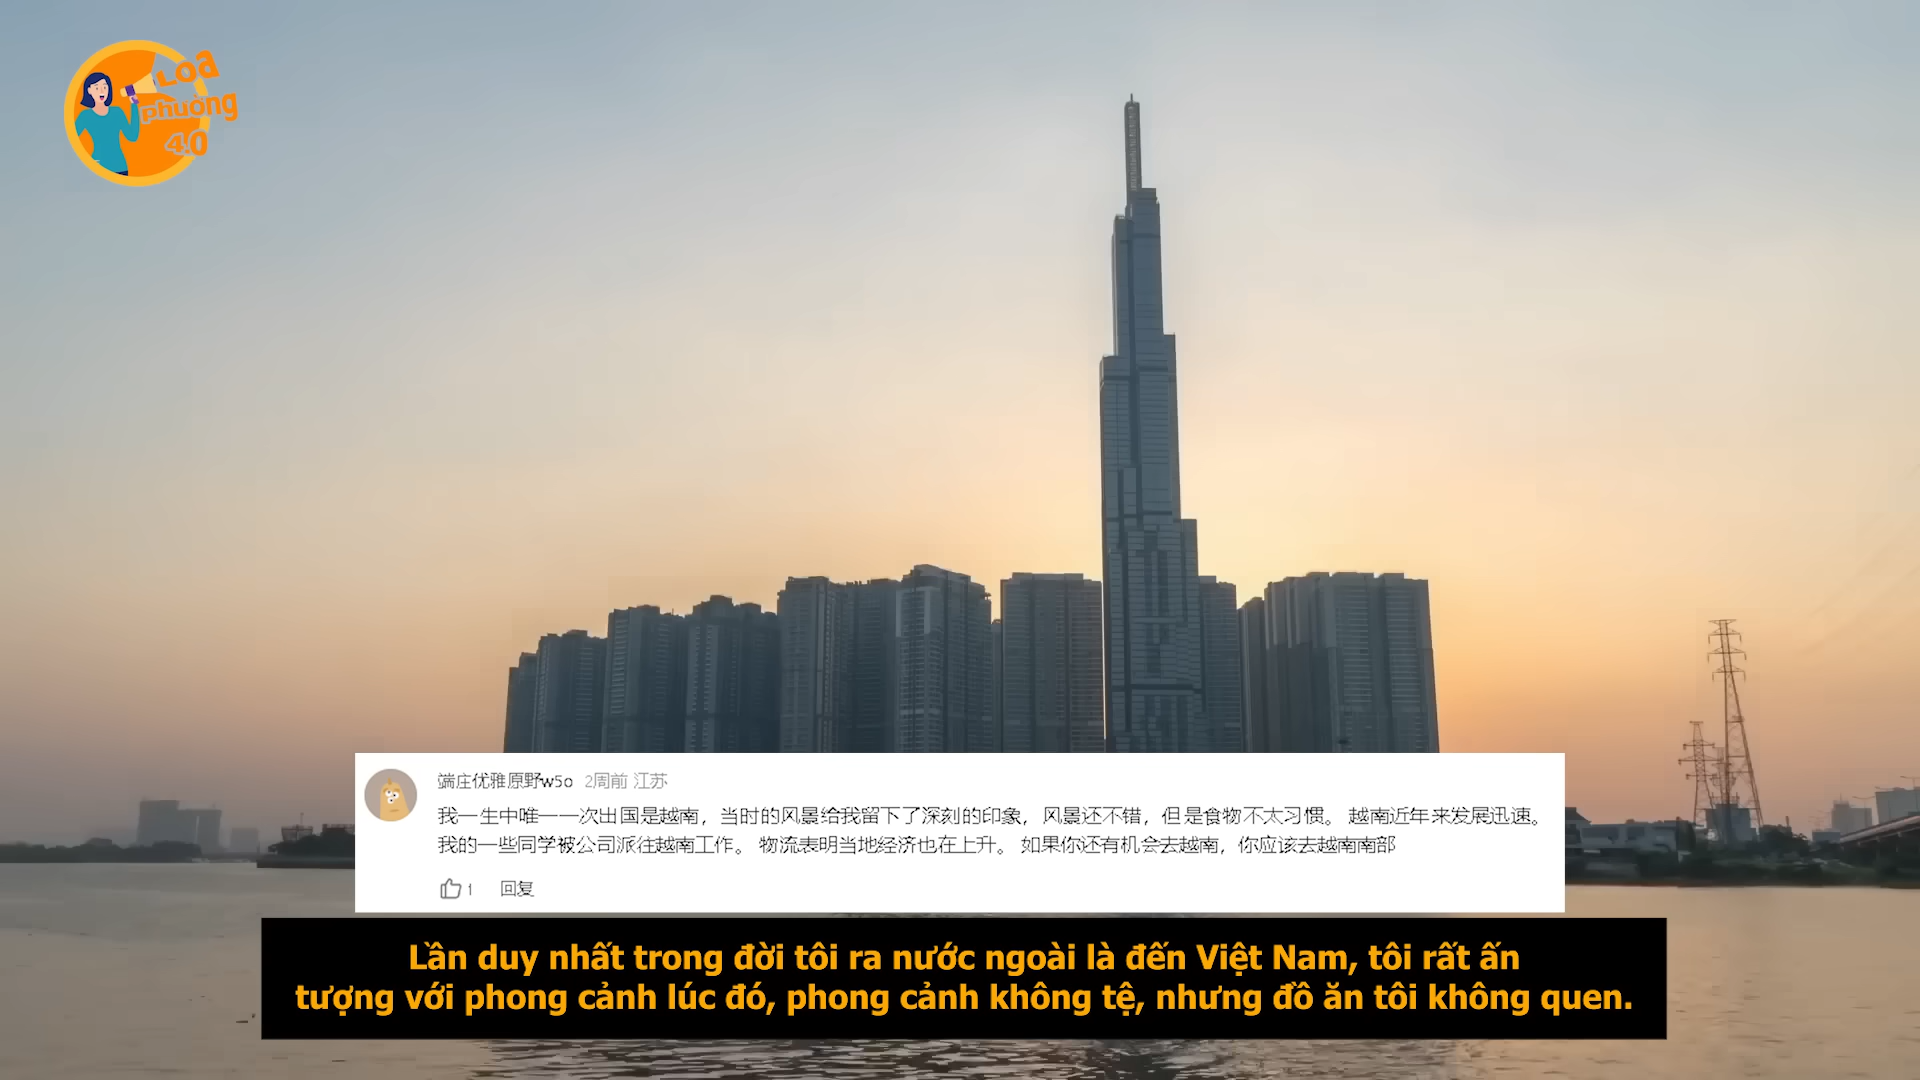 Loa
phường
4.0
端庄优雅原野w5o 2周前 江苏
我一生中唯一一次出国是越南，当时的风景给我留下了深刻的印象，风景还不错，但是食物不太习惯。 越南近年来发展迅速。
我的一些同学被公司派往越南工作。 物流表明当地经济也在上升。 如果你还有机会去越南，你应该去越南南部
1 回复
Lần duy nhất trong đời tôi ra nước ngoài là đến Việt Nam, tôi rất ấn
tượng với phong cảnh lúc đó, phong cảnh không tệ, nhưng đồ ăn tôi không quen.